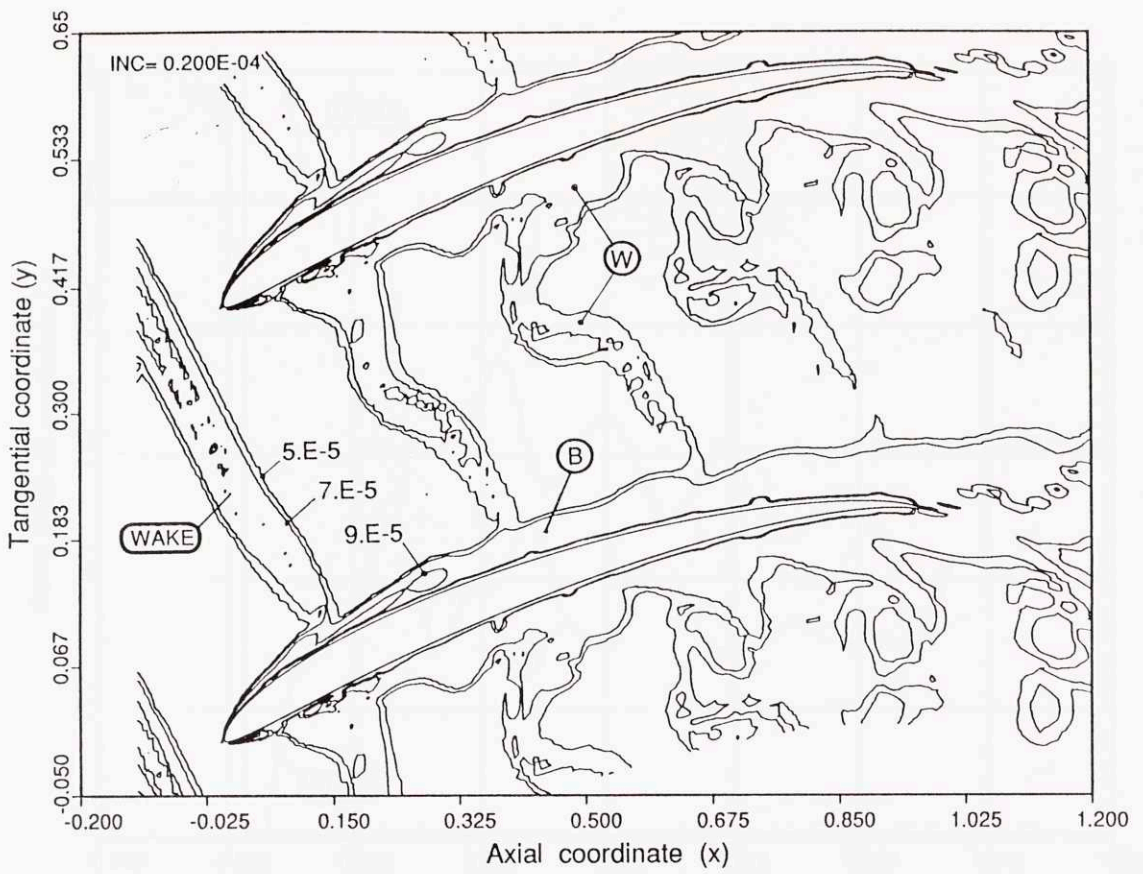 0.65
INC= 0.200E-04
0.533
0.417
0.300
0.183
0.067
-0.050
Tangential coordinate (y)
W
B
5.E-5
7.E-5
9.E-5
WAKE
-0.200 -0.025 0.150 0.325 0.500 0.675 0.850 1.025 1.200
Axial coordinate (x)